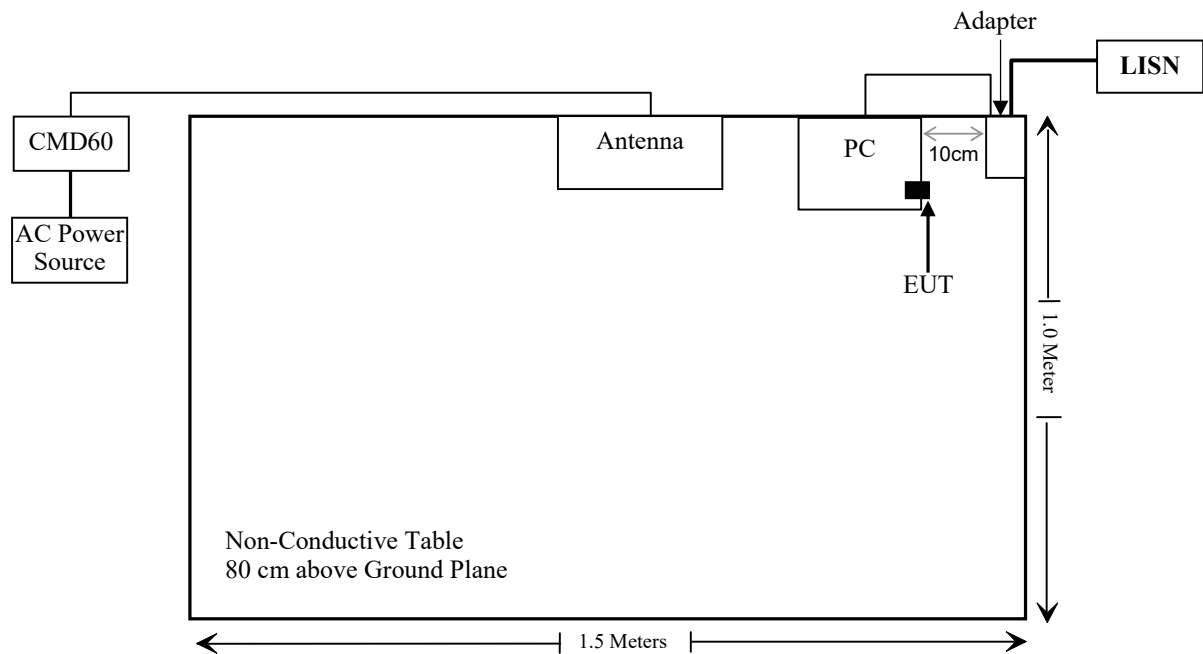 Adapter
LISN
CMD60
Antenna
PC
10cm
AC Power
Source
EUT
1.0 Meter
Non-Conductive Table
80 cm above Ground Plane
1.5 Meters